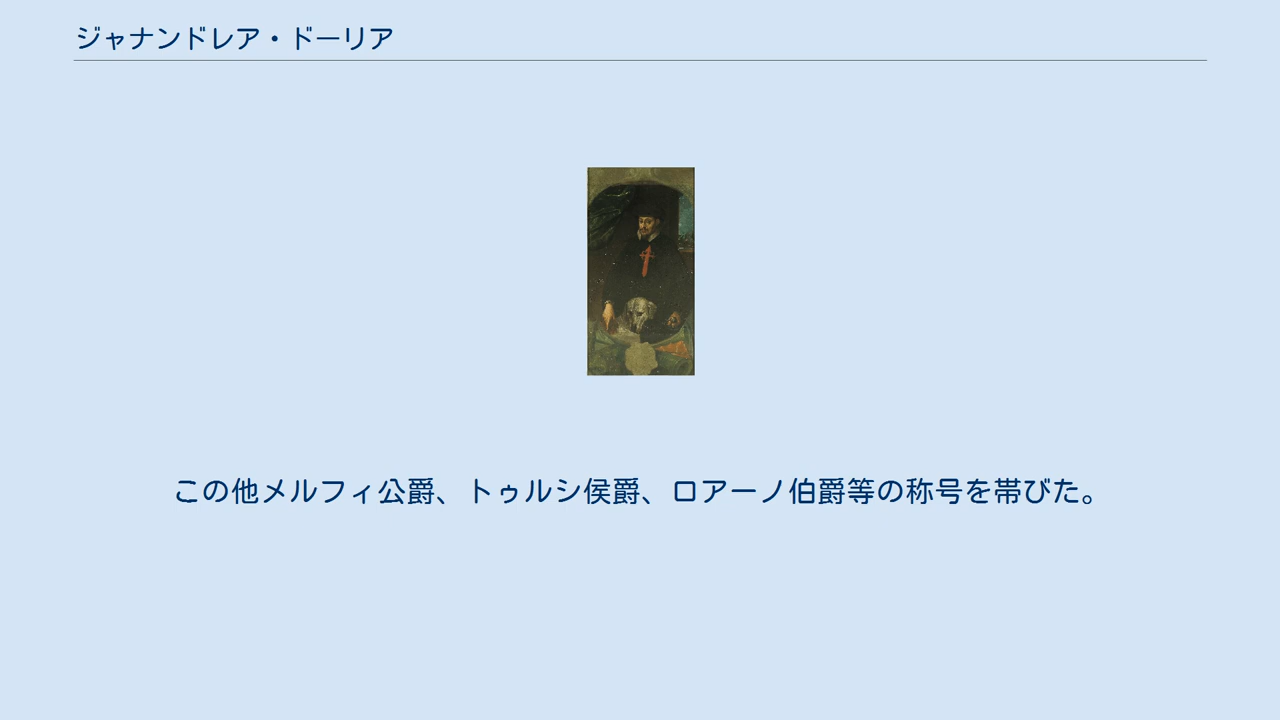 ジャナンドレア・ドーリア
この他メルフィ公爵、トゥルシ侯爵、ロアーノ伯爵等の称号を帯びた。